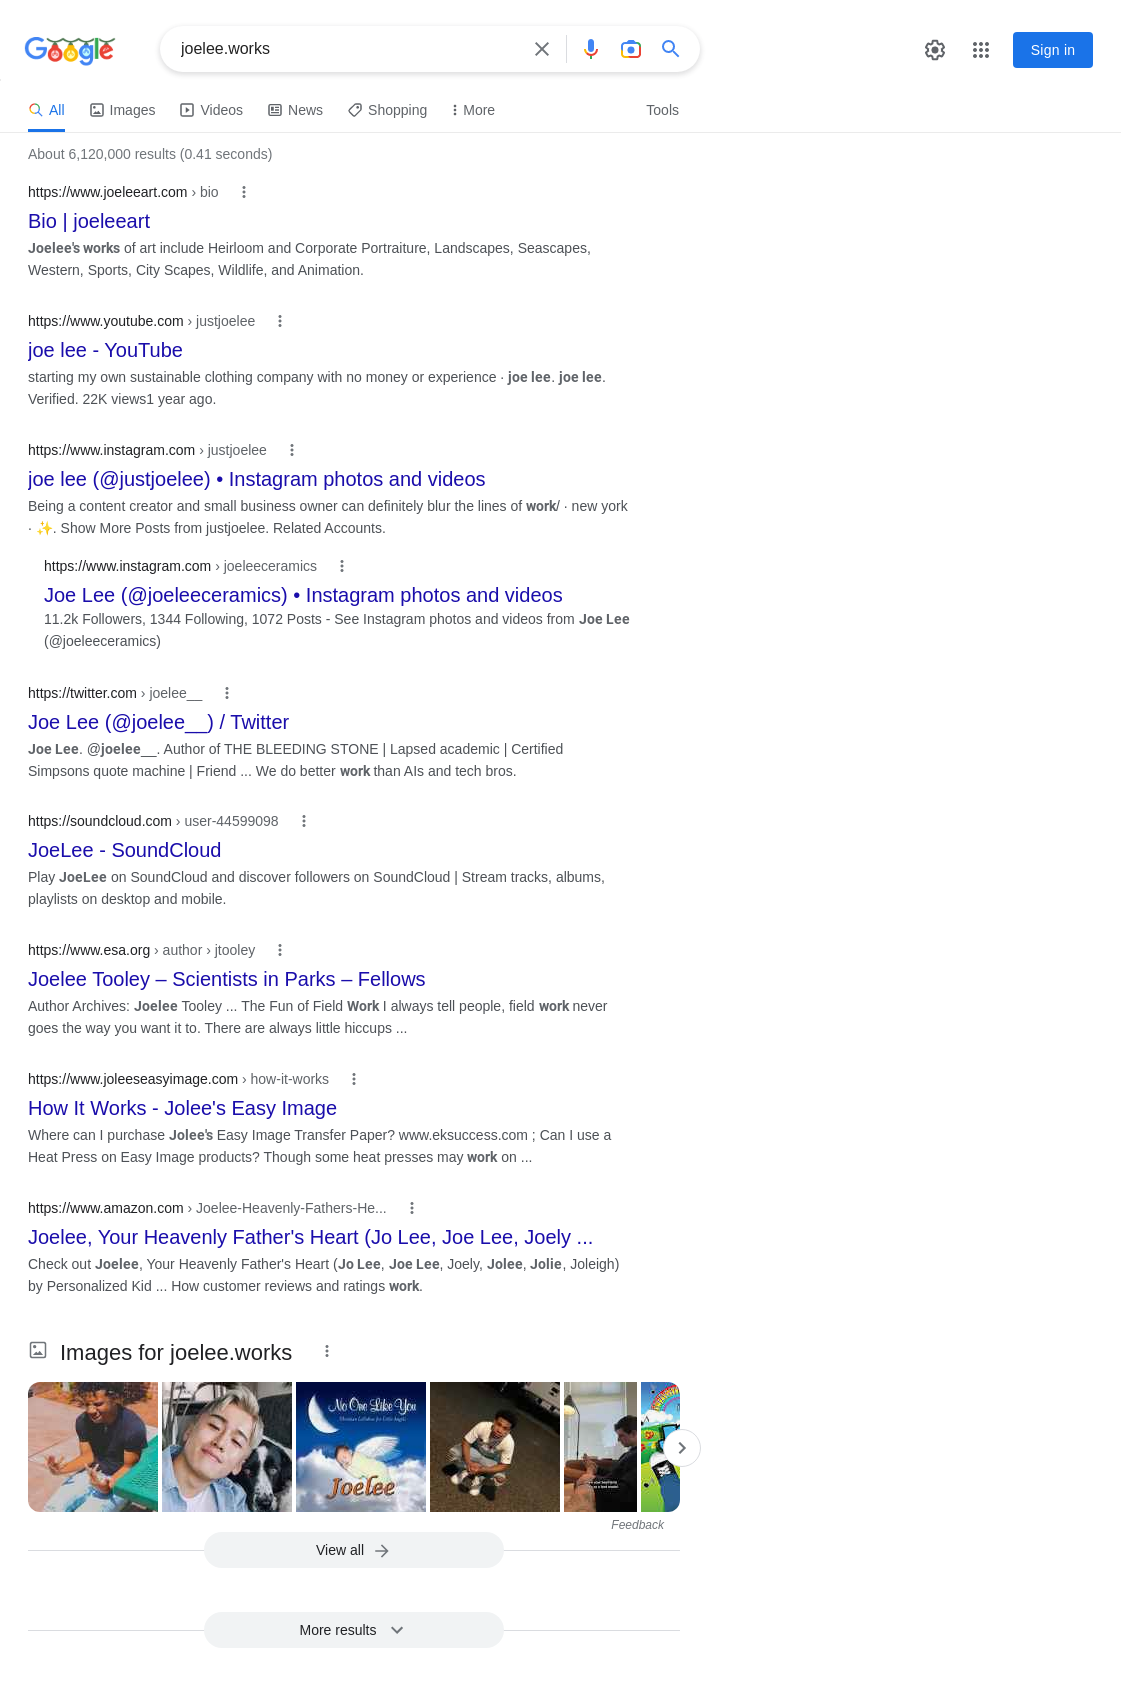 Google
joelee.works
Sign in
All
Images
Videos
News
Shopping
More
Tools
About 6,120,000 results (0.41 seconds)
https://www.joeleeart.com › bio
Bio | joeleeart
Joelee's works of art include Heirloom and Corporate Portraiture, Landscapes, Seascapes,
Western, Sports, City Scapes, Wildlife, and Animation.
https://www.youtube.com › justjoelee
joe lee - YouTube
starting my own sustainable clothing company with no money or experience · joe lee. joe lee.
Verified. 22K views1 year ago.
https://www.instagram.com › justjoelee
joe lee (@justjoelee) • Instagram photos and videos
Being a content creator and small business owner can definitely blur the lines of work/ · new york
· ✨. Show More Posts from justjoelee. Related Accounts.
https://www.instagram.com › joeleeceramics
Joe Lee (@joeleeceramics) • Instagram photos and videos
11.2k Followers, 1344 Following, 1072 Posts - See Instagram photos and videos from Joe Lee
(@joeleeceramics)
https://twitter.com › joelee__
Joe Lee (@joelee__) / Twitter
Joe Lee. @joelee__. Author of THE BLEEDING STONE | Lapsed academic | Certified
Simpsons quote machine | Friend ... We do better work than AIs and tech bros.
https://soundcloud.com › user-44599098
JoeLee - SoundCloud
Play JoeLee on SoundCloud and discover followers on SoundCloud | Stream tracks, albums,
playlists on desktop and mobile.
https://www.esa.org › author › jtooley
Joelee Tooley – Scientists in Parks – Fellows
Author Archives: Joelee Tooley ... The Fun of Field Work I always tell people, field work never
goes the way you want it to. There are always little hiccups ...
https://www.joleeseasyimage.com › how-it-works
How It Works - Jolee's Easy Image
Where can I purchase Jolee's Easy Image Transfer Paper? www.eksuccess.com ; Can I use a
Heat Press on Easy Image products? Though some heat presses may work on ...
https://www.amazon.com › Joelee-Heavenly-Fathers-He...
Joelee, Your Heavenly Father's Heart (Jo Lee, Joe Lee, Joely ...
Check out Joelee, Your Heavenly Father's Heart (Jo Lee, Joe Lee, Joely, Jolee, Jolie, Joleigh)
by Personalized Kid ... How customer reviews and ratings work.
Images for joelee.works
No One Like You
Christian Lullabies for Little Angels
Joelee
Feedback
View all
More results